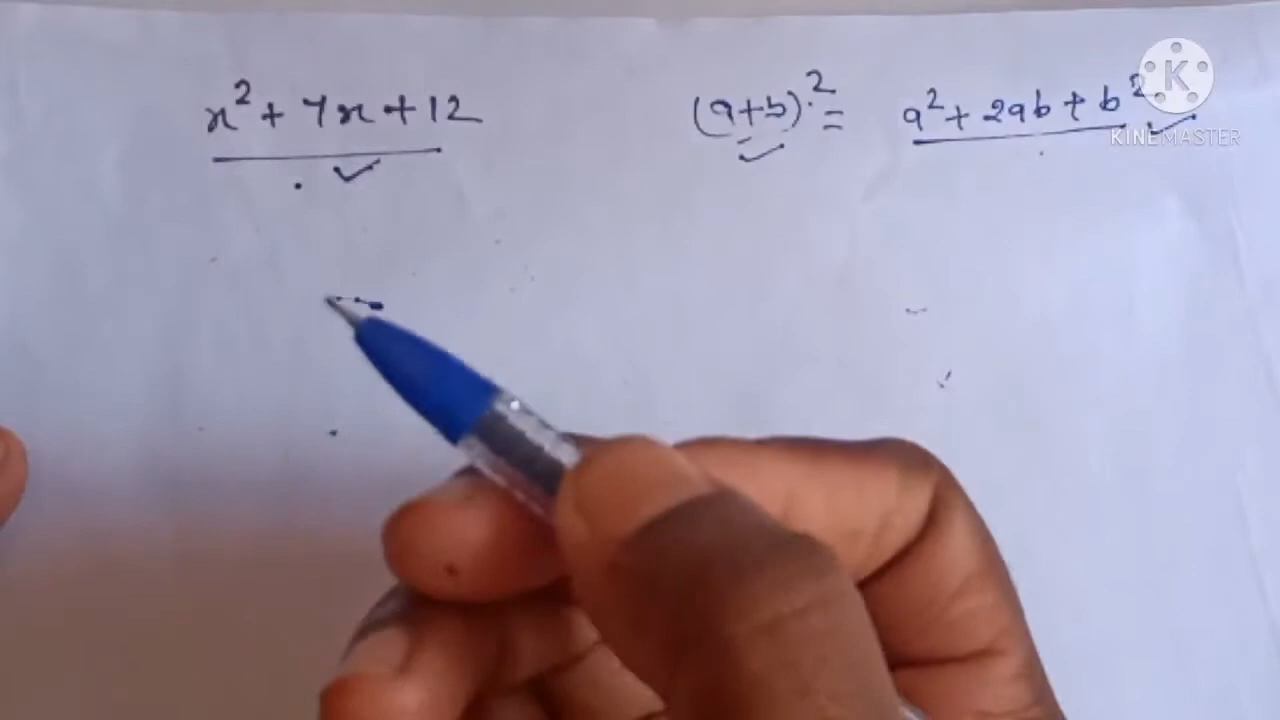 x² + 7x + 12
(a+b)² = a² + 2ab + b²
K
KINEMASTER